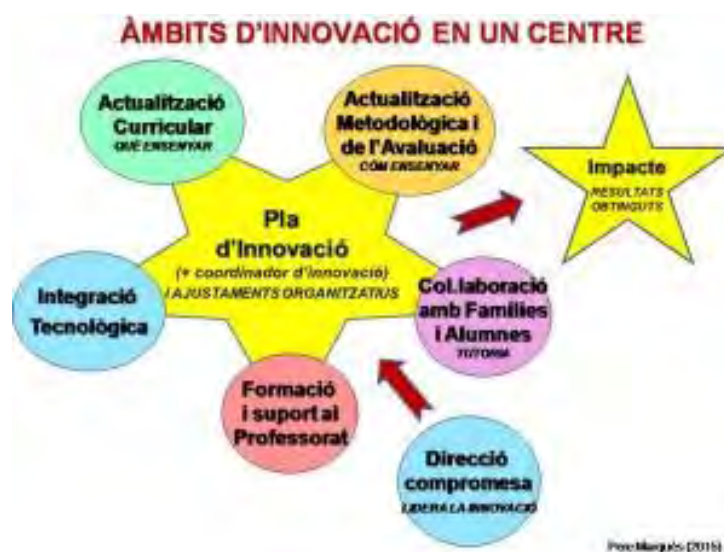 ÀMBITS D'INNOVACIÓ EN UN CENTRE
Actualització
Curricular
QUÈ ENSENYAR
Actualització
Metodològica i
de l'Avaluació
CÓM ENSENYAR
Impacte
RESULTATS
OBTINGUTS
Pla
d'Innovació
(+ coordinador d'innovació)
I AJUSTAMENTS ORGANITZATIUS
Integració
Tecnològica
Col.laboració
amb Famílies
i Alumnes
TUTORIA
Formació
i suport al
Professorat
Direcció
compromesa
LIDERA LA INNOVACIÓ
Pere Marquès (2015)